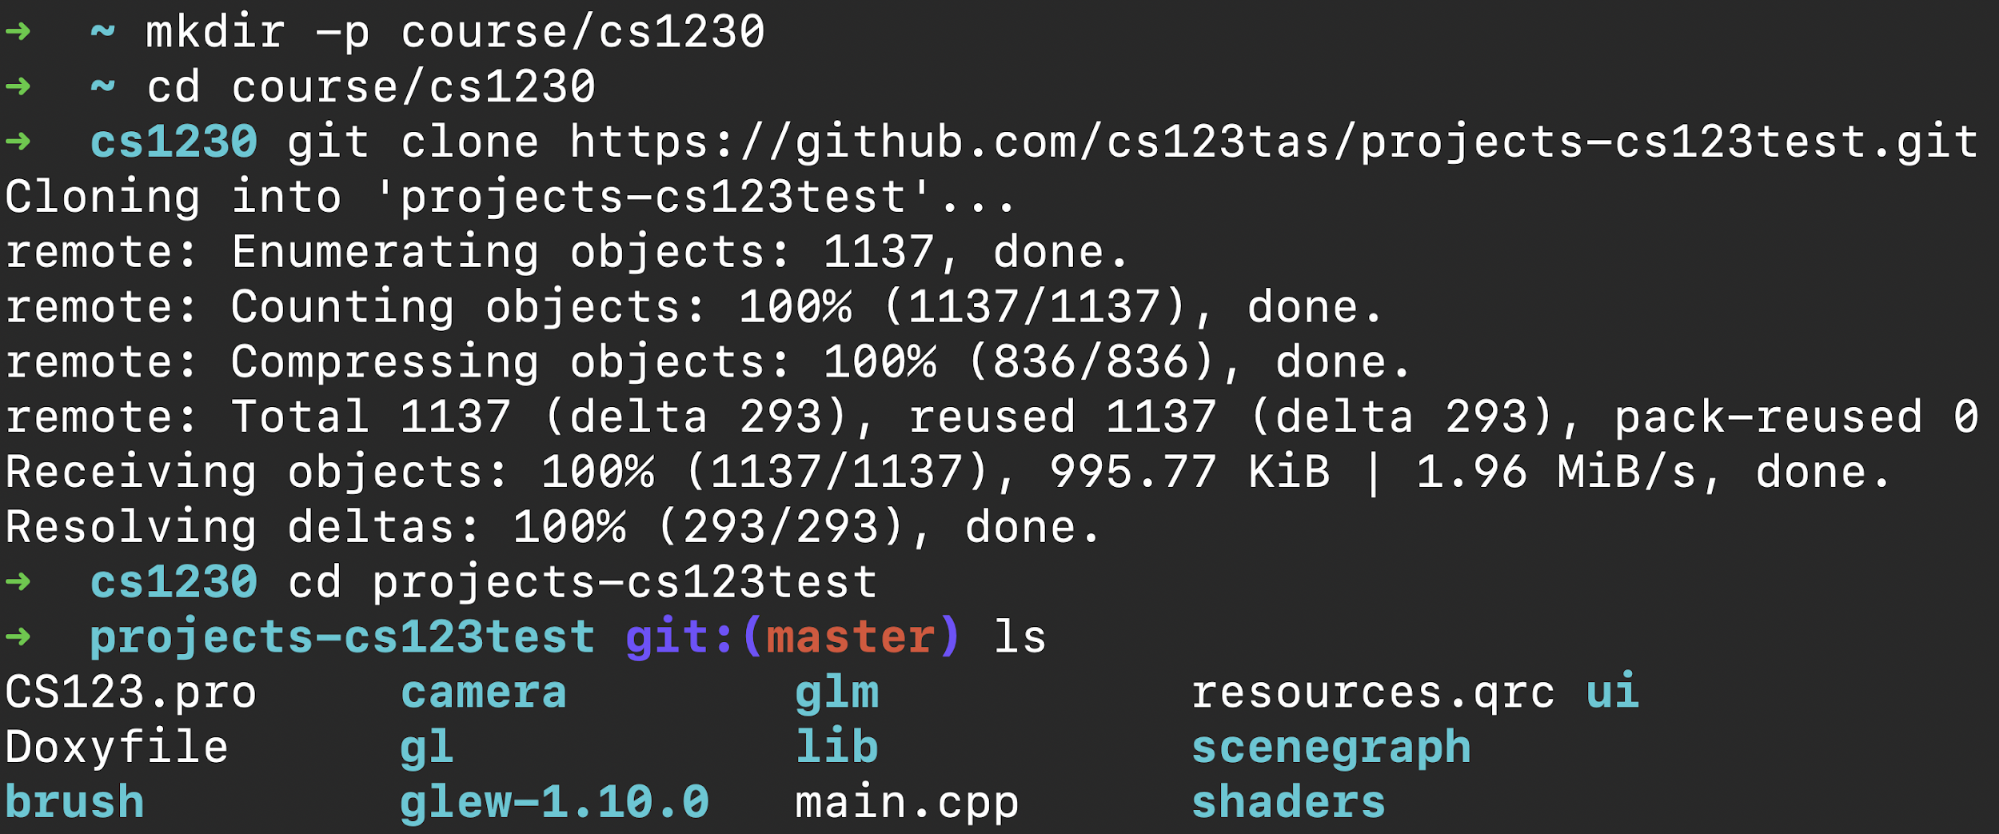 ➜  ~ mkdir -p course/cs1230
➜  ~ cd course/cs1230
➜  cs1230 git clone https://github.com/cs123tas/projects-cs123test.git
Cloning into 'projects-cs123test'...
remote: Enumerating objects: 1137, done.
remote: Counting objects: 100% (1137/1137), done.
remote: Compressing objects: 100% (836/836), done.
remote: Total 1137 (delta 293), reused 1137 (delta 293), pack-reused 0
Receiving objects: 100% (1137/1137), 995.77 KiB | 1.96 MiB/s, done.
Resolving deltas: 100% (293/293), done.
➜  cs1230 cd projects-cs123test
➜  projects-cs123test git:(master) ls
CS123.pro     camera        glm           resources.qrc ui
Doxyfile      gl            lib           scenegraph
brush         glew-1.10.0   main.cpp      shaders